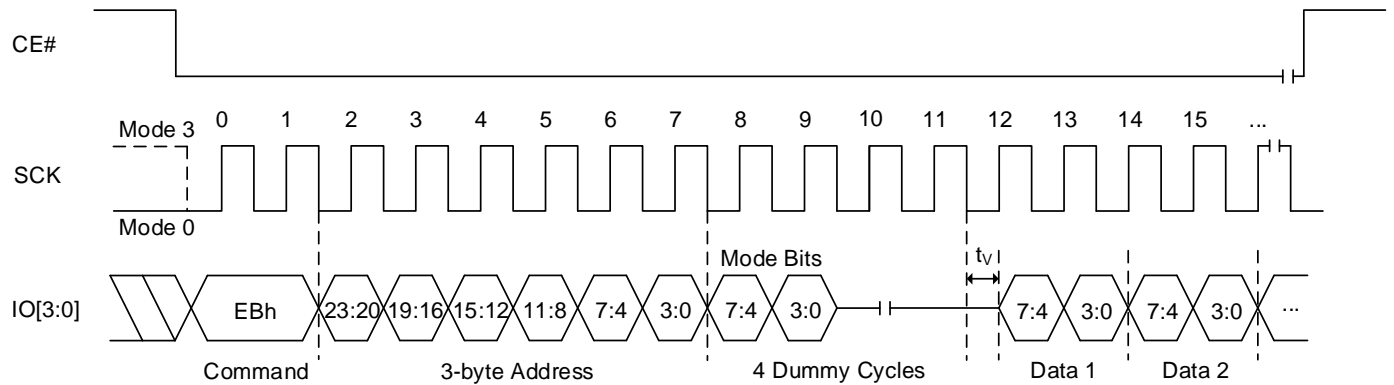 CE#
Mode 3
0 1 2 3 4 5 6 7 8 9 10 11 12 13 14 15 ...
SCK
Mode 0
Mode Bits
tV
IO[3:0]
EBh 23:20 19:16 15:12 11:8 7:4 3:0 7:4 3:0 7:4 3:0 7:4 3:0 ...
Command 3-byte Address 4 Dummy Cycles Data 1 Data 2